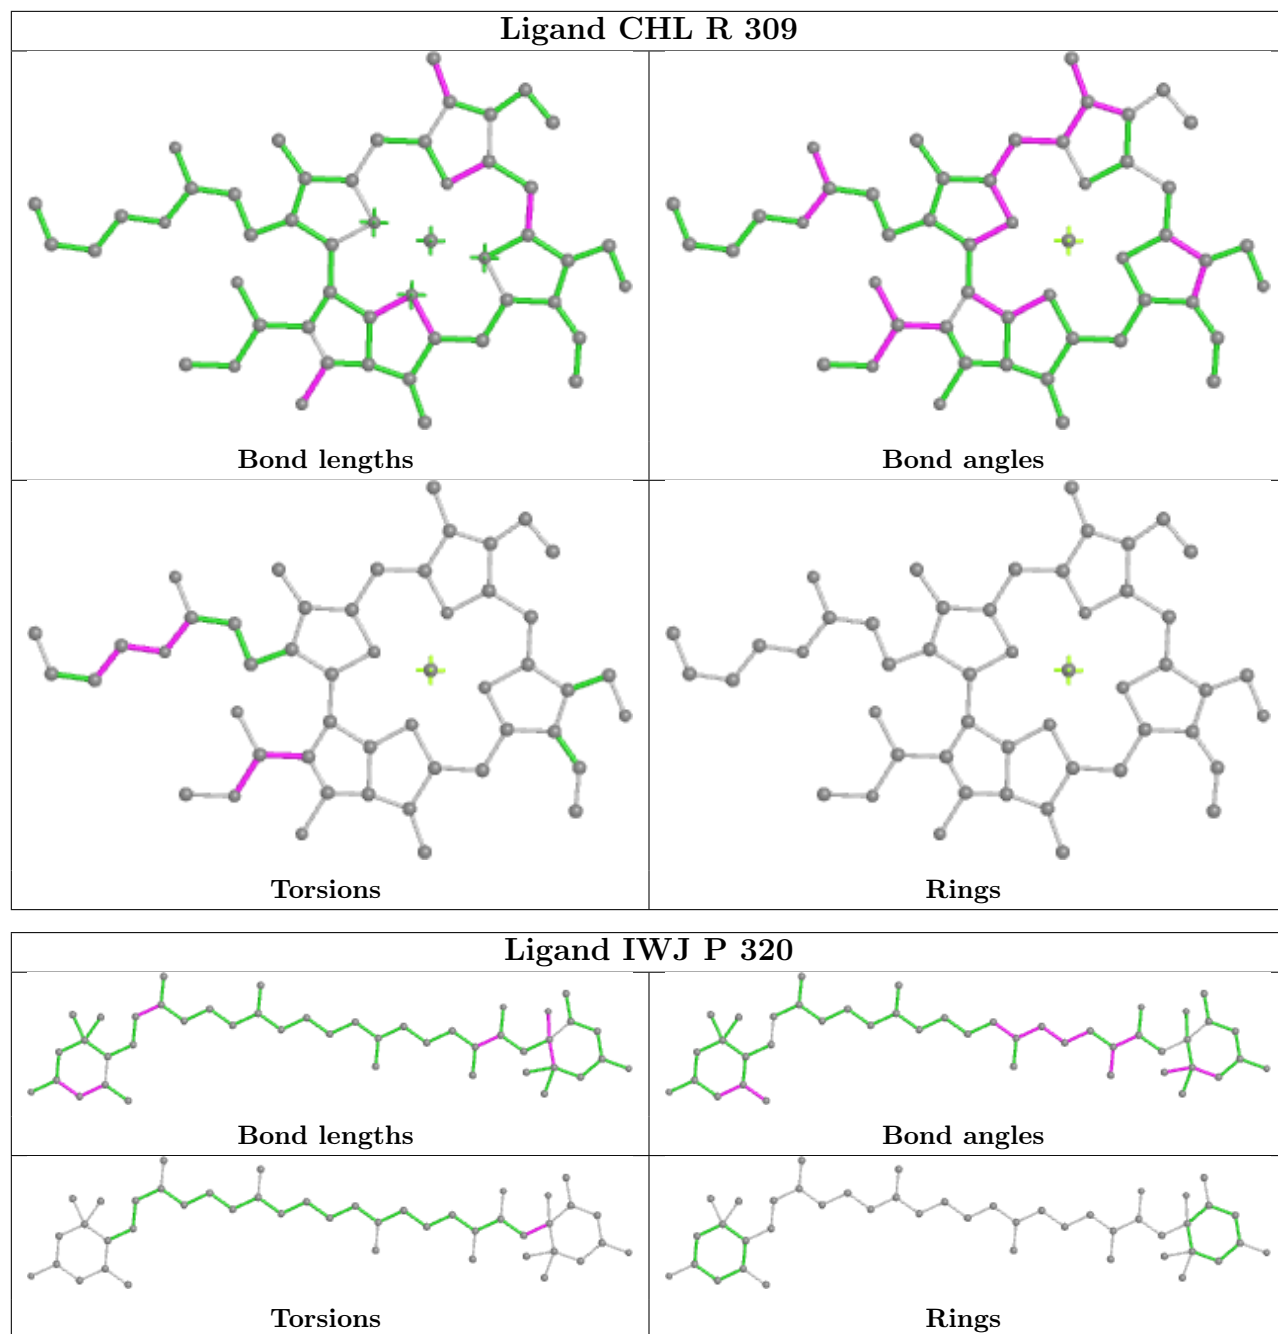 Ligand CHL R 309
Bond lengths
Bond angles
Torsions
Rings
Ligand IWJ P 320
Bond lengths
Bond angles
Torsions
Rings